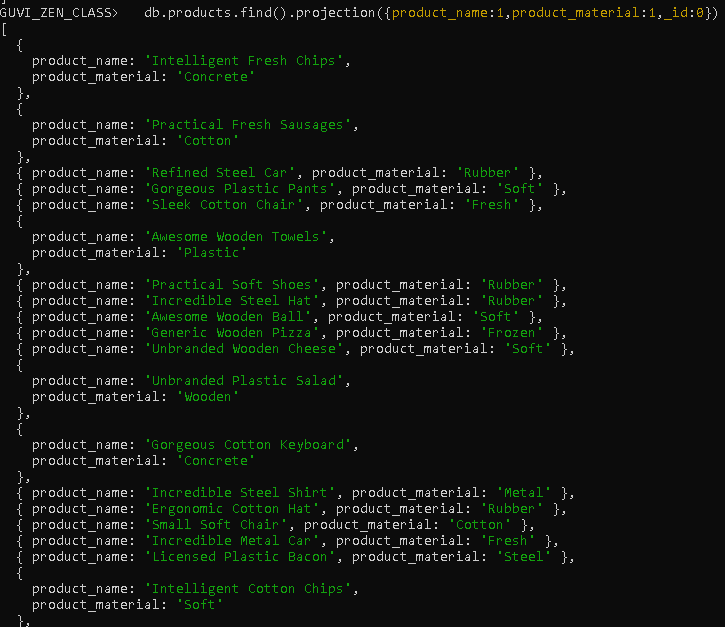 GUVI_ZEN_CLASS> db.products.find().projection({product_name:1,product_material:1,_id:0})
[
{
product_name: 'Intelligent Fresh Chips',
product_material: 'Concrete'
},
{
product_name: 'Practical Fresh Sausages',
product_material: 'Cotton'
},
{ product_name: 'Refined Steel Car', product_material: 'Rubber' },
{ product_name: 'Gorgeous Plastic Pants', product_material: 'Soft' },
{ product_name: 'Sleek Cotton Chair', product_material: 'Fresh' },
{
product_name: 'Awesome Wooden Towels',
product_material: 'Plastic'
},
{ product_name: 'Practical Soft Shoes', product_material: 'Rubber' },
{ product_name: 'Incredible Steel Hat', product_material: 'Rubber' },
{ product_name: 'Awesome Wooden Ball', product_material: 'Soft' },
{ product_name: 'Generic Wooden Pizza', product_material: 'Frozen' },
{ product_name: 'Unbranded Wooden Cheese', product_material: 'Soft' },
{
product_name: 'Unbranded Plastic Salad',
product_material: 'Wooden'
},
{
product_name: 'Gorgeous Cotton Keyboard',
product_material: 'Concrete'
},
{ product_name: 'Incredible Steel Shirt', product_material: 'Metal' },
{ product_name: 'Ergonomic Cotton Hat', product_material: 'Rubber' },
{ product_name: 'Small Soft Chair', product_material: 'Cotton' },
{ product_name: 'Incredible Metal Car', product_material: 'Fresh' },
{ product_name: 'Licensed Plastic Bacon', product_material: 'Steel' },
{
product_name: 'Intelligent Cotton Chips',
product_material: 'Soft'
},